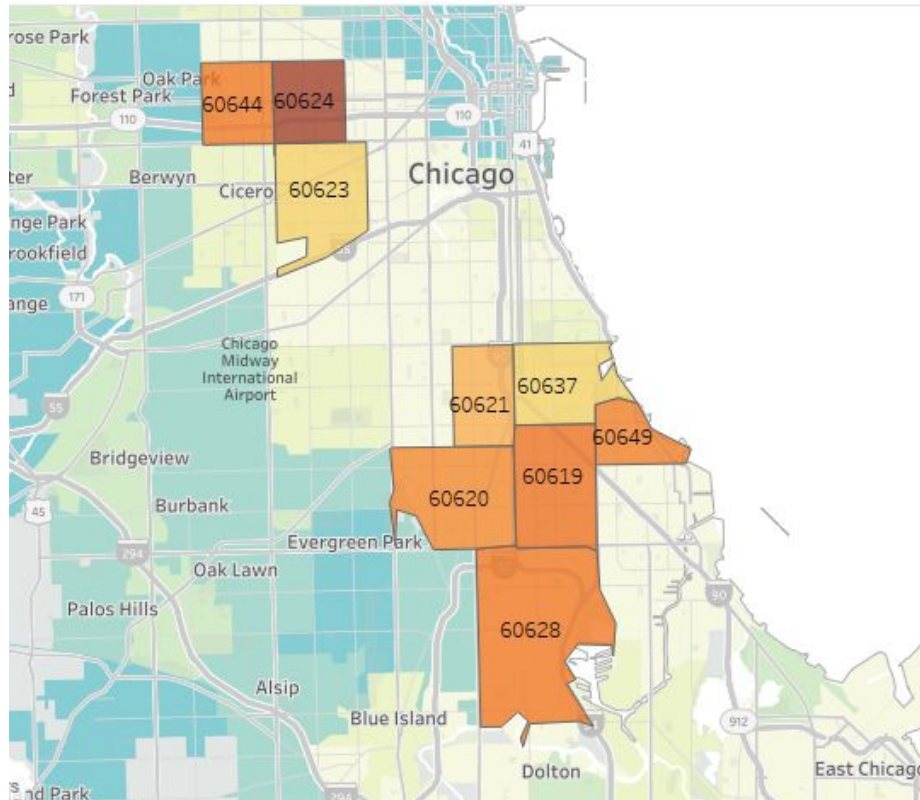 rose Park
Oak Park
Forest Park
60644
60624
110
110
41
ter
Berwyn
Cicero
60623
Chicago
nge Park
rookfield
55
171
ange
Chicago
Midway
International
Airport
60637
60621
55
60649
Bridgeview
60620
60619
Burbank
45
Evergreen Park
294
Oak Lawn
90
Palos Hills
60628
Alsip
Blue Island
912
Dolton
East Chicago
294
nd Park